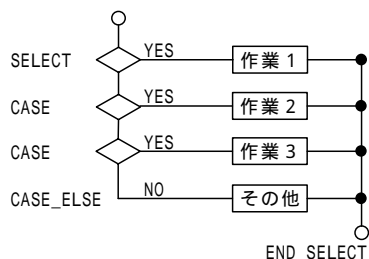 SELECT YES 作業1
CASE YES 作業2
CASE YES 作業3
CASE_ELSE NO その他
END SELECT